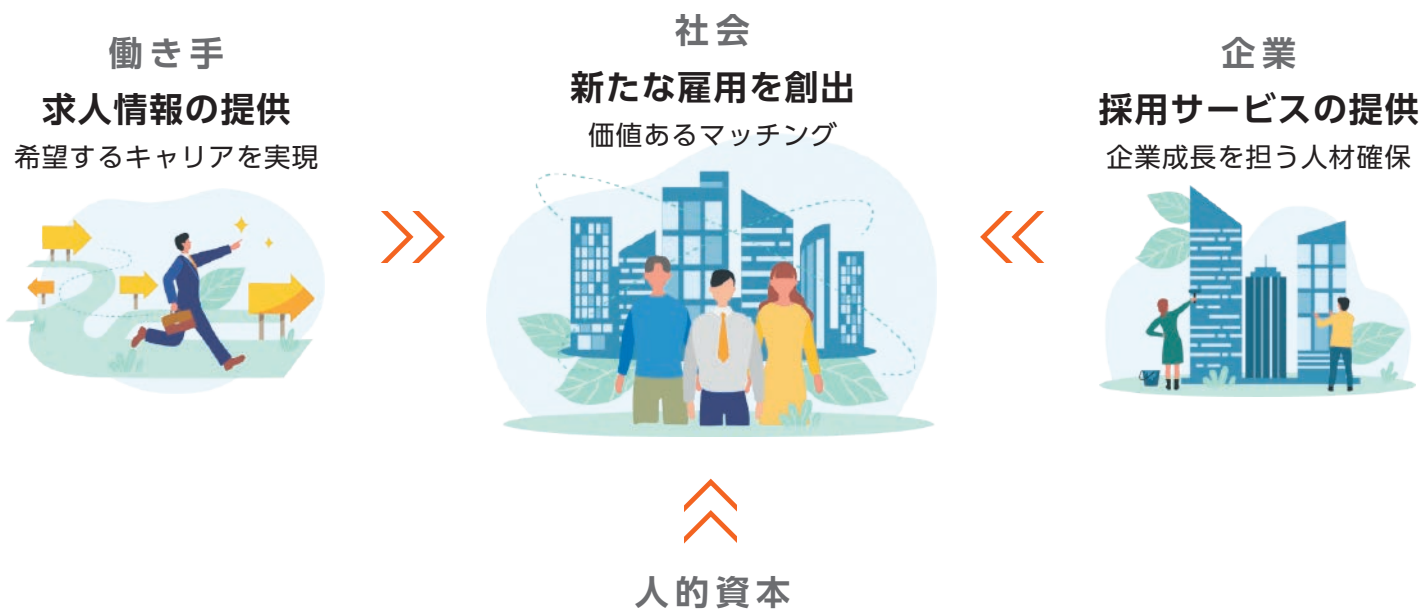 働き手
求人情報の提供
希望するキャリアを実現
社会
新たな雇用を創出
価値あるマッチング
企業
採用サービスの提供
企業成長を担う人材確保
人的資本